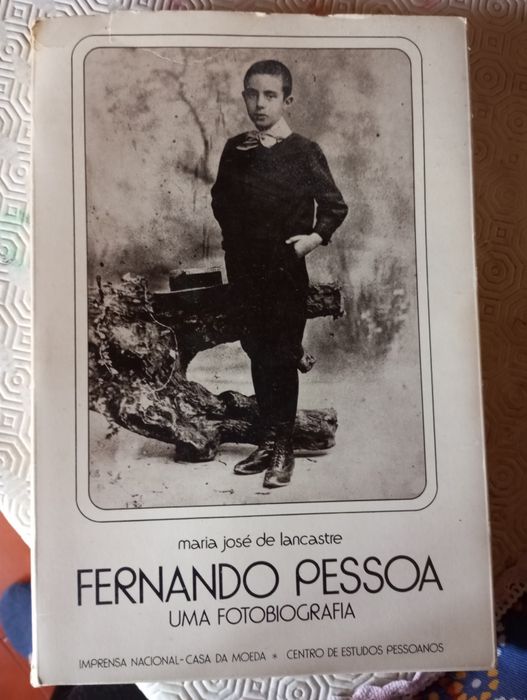 maria josé de lancastre
FERNANDO PESSOA
UMA FOTOBIOGRAFIA
IMPRENSA NACIONAL-CASA DA MOEDA * CENTRO DE ESTUDOS PESSOANOS